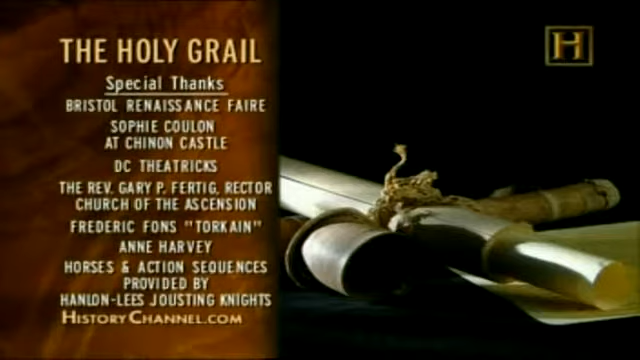 THE HOLY GRAIL
Special Thanks
BRISTOL RENAISSANCE FAIRE
SOPHIE COULON
AT CHINON CASTLE
DC THEATRICKS
THE REV. GARY P. FERTIG, RECTOR
CHURCH OF THE ASCENSION
FREDERIC FONS "TORKAIN"
ANNE HARVEY
HORSES & ACTION SEQUENCES
PROVIDED BY
HANLON-LEES JOUSTING KNIGHTS
HISTORYCHANNEL.COM
H